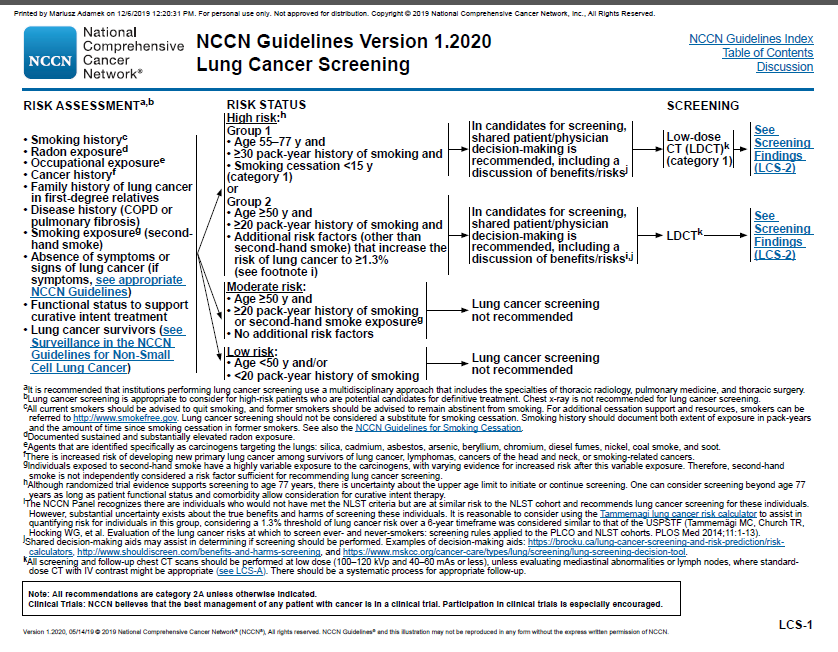 Printed by Mariusz Adamek on 12/6/2019 12:20:31 PM. For personal use only. Not approved for distribution. Copyright © 2019 National Comprehensive Cancer Network, Inc., All Rights Reserved.
NCCN
National
Comprehensive
Cancer
Network®
NCCN Guidelines Version 1.2020
Lung Cancer Screening
NCCN Guidelines Index
Table of Contents
Discussion
RISK ASSESSMENTa,b
• Smoking historyc
• Radon exposured
• Occupational exposuree
• Cancer historyf
• Family history of lung cancer
in first-degree relatives
• Disease history (COPD or
pulmonary fibrosis)
• Smoking exposureg (second-
hand smoke)
• Absence of symptoms or
signs of lung cancer (if
symptoms, see appropriate
NCCN Guidelines)
• Functional status to support
curative intent treatment
• Lung cancer survivors (see
Surveillance in the NCCN
Guidelines for Non-Small
Cell Lung Cancer)
RISK STATUS
High risk:h
Group 1
• Age 55–77 y and
• ≥30 pack-year history of smoking and
• Smoking cessation <15 y
(category 1)
or
Group 2
• Age ≥50 y and
• ≥20 pack-year history of smoking and
• Additional risk factors (other than
second-hand smoke) that increase the
risk of lung cancer to ≥1.3%
(see footnote i)
Moderate risk:
• Age ≥50 y and
• ≥20 pack-year history of smoking
or second-hand smoke exposureg
• No additional risk factors
Low risk:
• Age <50 y and/or
• <20 pack-year history of smoking
In candidates for screening,
shared patient/physician
decision-making is
recommended, including a
discussion of benefits/risksj
In candidates for screening,
shared patient/physician
decision-making is
recommended, including a
discussion of benefits/risksi,j
Lung cancer screening
not recommended
Lung cancer screening
not recommended
SCREENING
Low-dose
CT (LDCT)k
(category 1)
See
Screening
Findings
(LCS-2)
LDCTk
See
Screening
Findings
(LCS-2)
aIt is recommended that institutions performing lung cancer screening use a multidisciplinary approach that includes the specialties of thoracic radiology, pulmonary medicine, and thoracic surgery.
bLung cancer screening is appropriate to consider for high-risk patients who are potential candidates for definitive treatment. Chest x-ray is not recommended for lung cancer screening.
cAll current smokers should be advised to quit smoking, and former smokers should be advised to remain abstinent from smoking. For additional cessation support and resources, smokers can be
referred to http://www.smokefree.gov. Lung cancer screening should not be considered a substitute for smoking cessation. Smoking history should document both extent of exposure in pack-years
and the amount of time since smoking cessation in former smokers. See also the NCCN Guidelines for Smoking Cessation.
dDocumented sustained and substantially elevated radon exposure.
eAgents that are identified specifically as carcinogens targeting the lungs: silica, cadmium, asbestos, arsenic, beryllium, chromium, diesel fumes, nickel, coal smoke, and soot.
fThere is increased risk of developing new primary lung cancer among survivors of lung cancer, lymphomas, cancers of the head and neck, or smoking-related cancers.
gIndividuals exposed to second-hand smoke have a highly variable exposure to the carcinogens, with varying evidence for increased risk after this variable exposure. Therefore, second-hand
smoke is not independently considered a risk factor sufficient for recommending lung cancer screening.
hAlthough randomized trial evidence supports screening to age 77 years, there is uncertainty about the upper age limit to initiate or continue screening. One can consider screening beyond age 77
years as long as patient functional status and comorbidity allow consideration for curative intent therapy.
iThe NCCN Panel recognizes there are individuals who would not have met the NLST criteria but are at similar risk to the NLST cohort and recommends lung cancer screening for these individuals.
However, substantial uncertainty exists about the true benefits and harms of screening these individuals. It is reasonable to consider using the Tammemagi lung cancer risk calculator to assist in
quantifying risk for individuals in this group, considering a 1.3% threshold of lung cancer risk over a 6-year timeframe was considered similar to that of the USPSTF (Tammemägi MC, Church TR,
Hocking WG, et al. Evaluation of the lung cancer risks at which to screen ever- and never-smokers: screening rules applied to the PLCO and NLST cohorts. PLOS Med 2014;11:1-13).
jShared decision-making aids may assist in determining if screening should be performed. Examples of decision-making aids: https://brocku.ca/lung-cancer-screening-and-risk-prediction/risk-
calculators, http://www.shouldiscreen.com/benefits-and-harms-screening, and https://www.mskcc.org/cancer-care/types/lung/screening/lung-screening-decision-tool.
kAll screening and follow-up chest CT scans should be performed at low dose (100–120 kVp and 40–60 mAs or less), unless evaluating mediastinal abnormalities or lymph nodes, where standard-
dose CT with IV contrast might be appropriate (see LCS-A). There should be a systematic process for appropriate follow-up.
Note: All recommendations are category 2A unless otherwise indicated.
Clinical Trials: NCCN believes that the best management of any patient with cancer is in a clinical trial. Participation in clinical trials is especially encouraged.
LCS-1
Version 1.2020, 05/14/19 © 2019 National Comprehensive Cancer Network® (NCCN®), All rights reserved. NCCN Guidelines® and this illustration may not be reproduced in any form without the express written permission of NCCN.